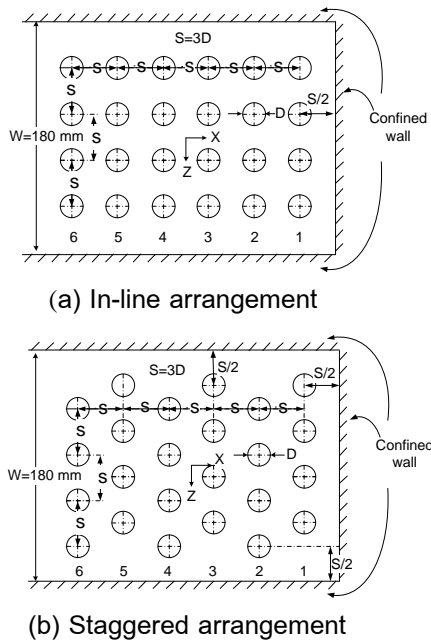 S=3D
S S S S S
S
S/2
D
Confined
wall
W=180 mm
S
X
Z
S
6 5 4 3 2 1
(a) In-line arrangement
S=3D
S/2
S/2
S S S S S
S
Confined
wall
X
D
W=180 mm
S
Z
S
S/2
6 5 4 3 2 1
(b) Staggered arrangement